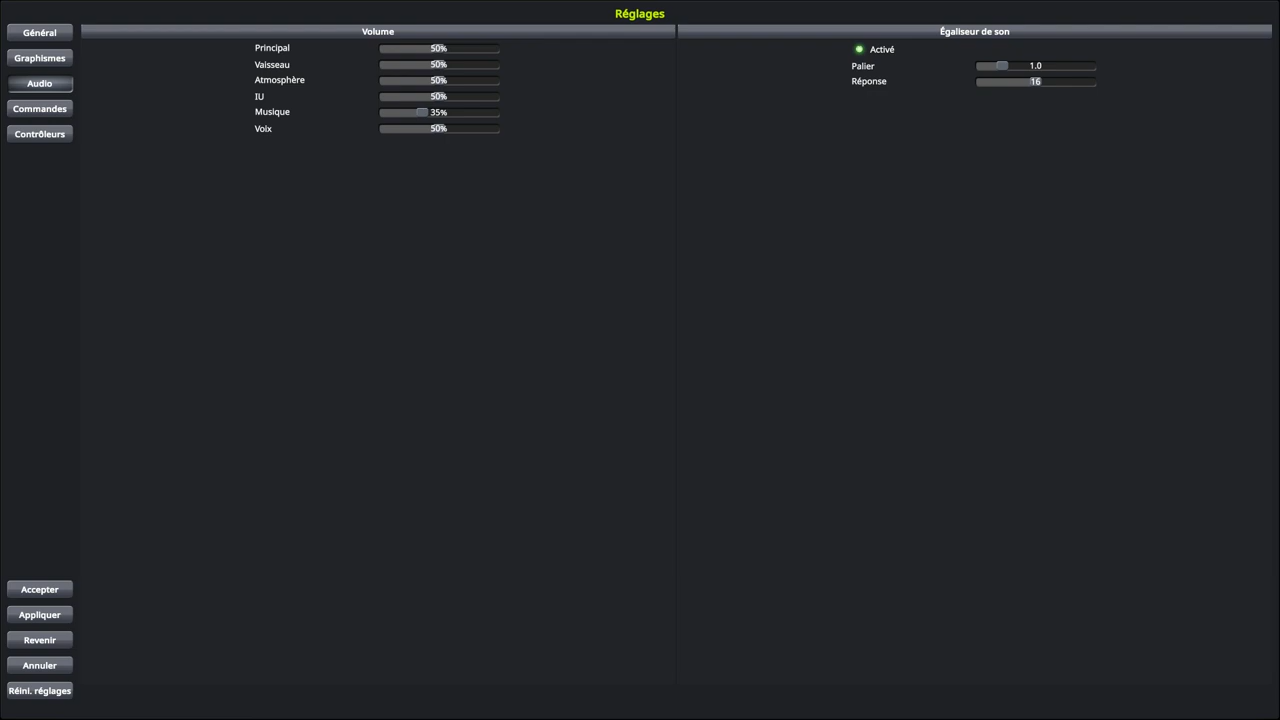 Réglages
Général
Graphismes
Audio
Commandes
Contrôleurs
Volume
Principal 50%
Vaisseau 50%
Atmosphère 50%
IU 50%
Musique 35%
Voix 50%
Égaliseur de son
Activé
Palier 1.0
Réponse 16
Accepter
Appliquer
Revenir
Annuler
Réini. réglages